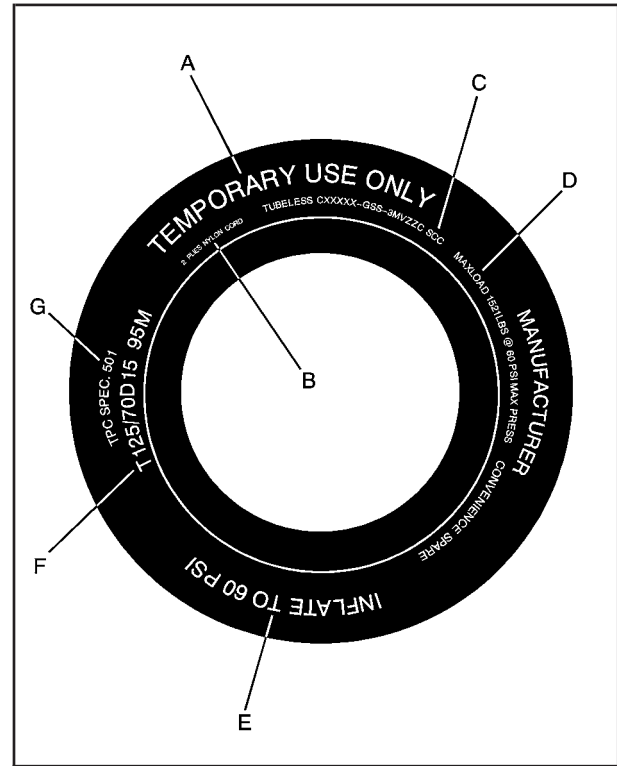 A
C
D
TEMPORARY USE ONLY
TUBELESS CXXXXX-GSS-3MVZZC SCC
2 PLIES NYLON CORD
MAXLOAD 1521LBS @ 60 PSI MAX PRESS
MANUFACTURER
G
TPC SPEC. 501
T125/70D15 95M
B
CONVENIENCE SPARE
F
INFLATE TO 60 PSI
E